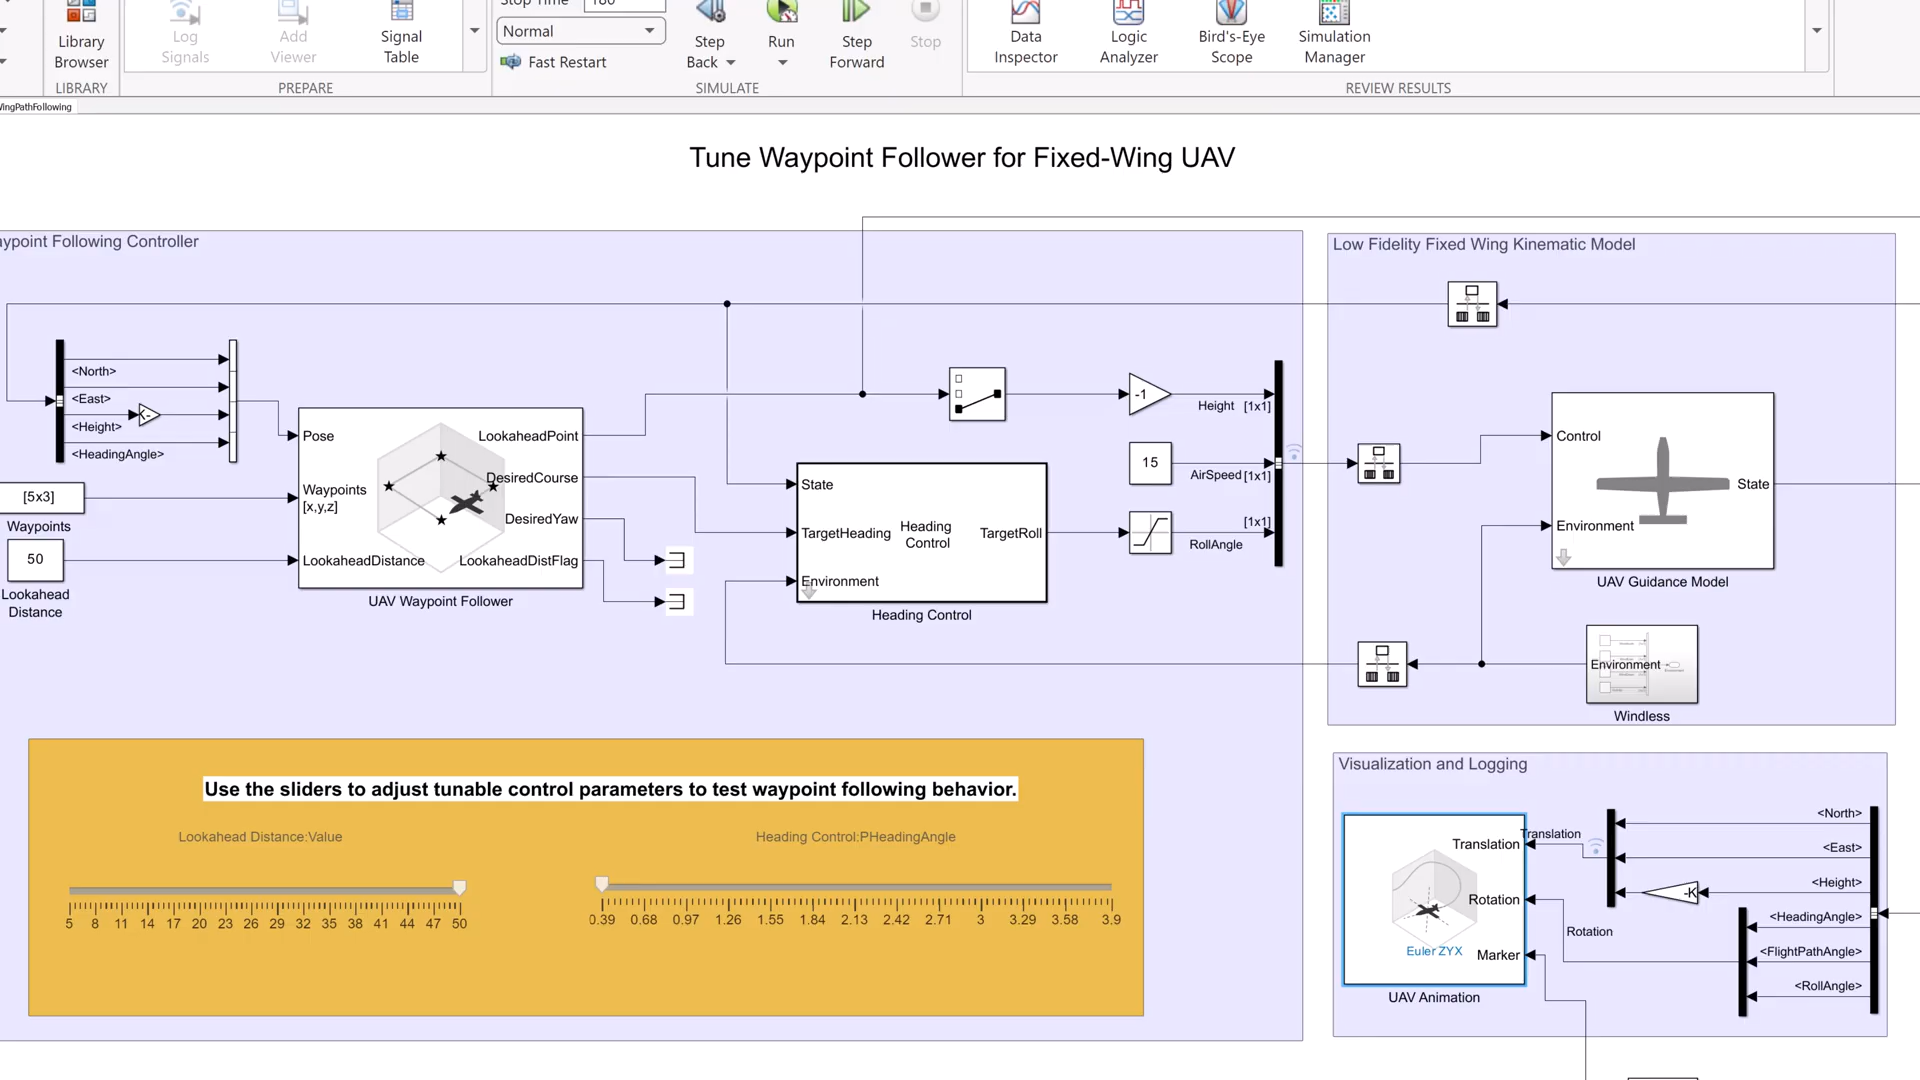 Normal
Library
Browser
Log
Signals
Add
Viewer
Signal
Table
Step
Back
Run
Step
Forward
Stop
Fast Restart
Data
Inspector
Logic
Analyzer
Bird's-Eye
Scope
Simulation
Manager
LIBRARY
PREPARE
SIMULATE
REVIEW RESULTS
WingPathFollowing
Tune Waypoint Follower for Fixed-Wing UAV
aypoint Following Controller
<North>
<East>
<Height>
<HeadingAngle>
[5x3]
Waypoints
50
Lookahead
Distance
Pose
Waypoints
[x,y,z]
LookaheadDistance
LookaheadPoint
DesiredCourse
DesiredYaw
LookaheadDistFlag
UAV Waypoint Follower
State
TargetHeading
Environment
Heading
Control
TargetRoll
Heading Control
-1
Height [1x1]
15
AirSpeed [1x1]
[1x1]
RollAngle
Low Fidelity Fixed Wing Kinematic Model
Control
Environment
State
UAV Guidance Model
Environment
Windless
Use the sliders to adjust tunable control parameters to test waypoint following behavior.
Lookahead Distance:Value
5 8 11 14 17 20 23 26 29 32 35 38 41 44 47 50
Heading Control:PHeadingAngle
0.39 0.68 0.97 1.26 1.55 1.84 2.13 2.42 2.71 3 3.29 3.58 3.9
Visualization and Logging
Translation
Rotation
Marker
Euler ZYX
UAV Animation
Translation
Rotation
-K
<North>
<East>
<Height>
<HeadingAngle>
<FlightPathAngle>
<RollAngle>